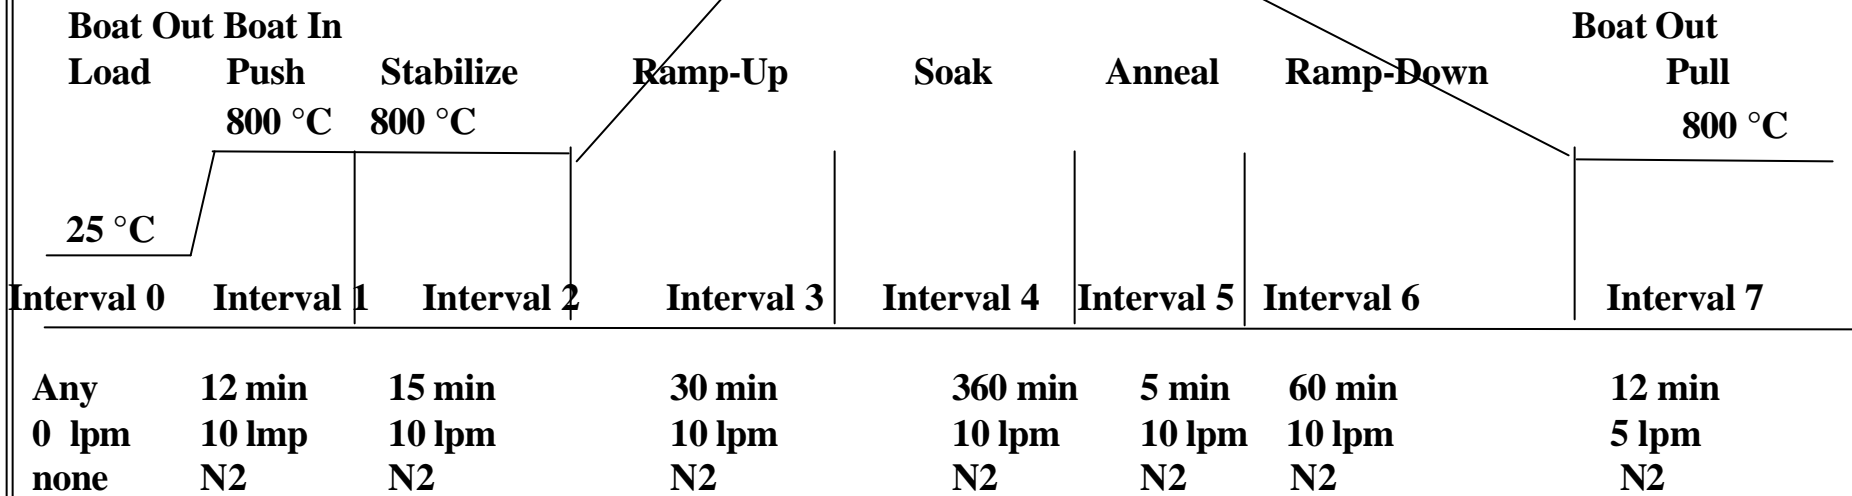 Boat Out Boat In Boat Out
Load Push Stabilize Ramp-Up Soak Anneal Ramp-Down Pull
800 °C 800 °C 800 °C
25 °C
Interval 0 Interval 1 Interval 2 Interval 3 Interval 4 Interval 5 Interval 6 Interval 7
Any 12 min 15 min 30 min 360 min 5 min 60 min 12 min
0 lpm 10 lmp 10 lpm 10 lpm 10 lpm 10 lpm 10 lpm 5 lpm
none N2 N2 N2 N2 N2 N2 N2